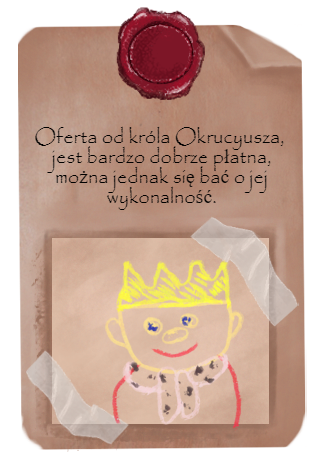 Oferta od króla Okrucyusza,
jest bardzo dobrze płatna,
można jednak się bać o jej
wykonalność.